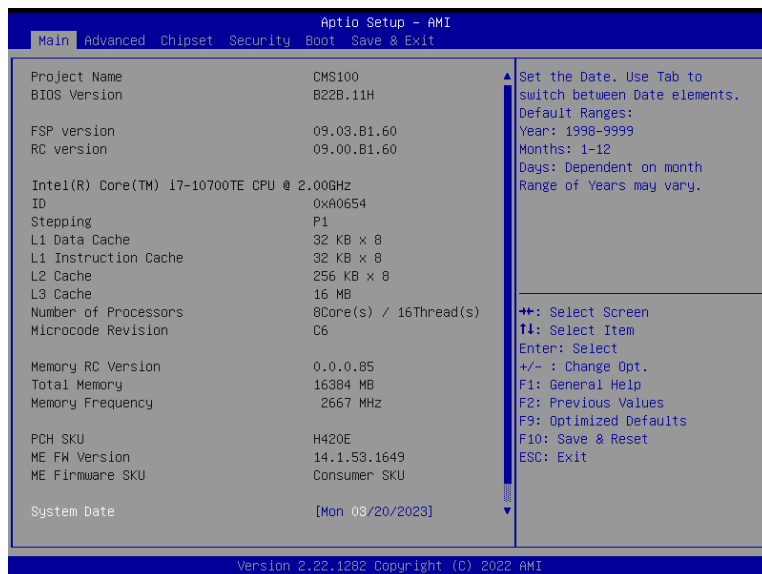 Aptio Setup – AMI
Main Advanced Chipset Security Boot Save & Exit
Project Name CMS100
BIOS Version B22B.11H
FSP version 09.03.B1.60
RC version 09.00.B1.60
Intel(R) Core(TM) i7-10700TE CPU @ 2.00GHz
ID 0xA0654
Stepping P1
L1 Data Cache 32 KB x 8
L1 Instruction Cache 32 KB x 8
L2 Cache 256 KB x 8
L3 Cache 16 MB
Number of Processors 8Core(s) / 16Thread(s)
Microcode Revision C6
Memory RC Version 0.0.0.85
Total Memory 16384 MB
Memory Frequency 2667 MHz
PCH SKU H420E
ME FW Version 14.1.53.1649
ME Firmware SKU Consumer SKU
System Date [Mon 03/20/2023]
Set the Date. Use Tab to
switch between Date elements.
Default Ranges:
Year: 1998-9999
Months: 1-12
Days: Dependent on month
Range of Years may vary.
→←: Select Screen
↑↓: Select Item
Enter: Select
+/- : Change Opt.
F1: General Help
F2: Previous Values
F9: Optimized Defaults
F10: Save & Reset
ESC: Exit
Version 2.22.1282 Copyright (C) 2022 AMI